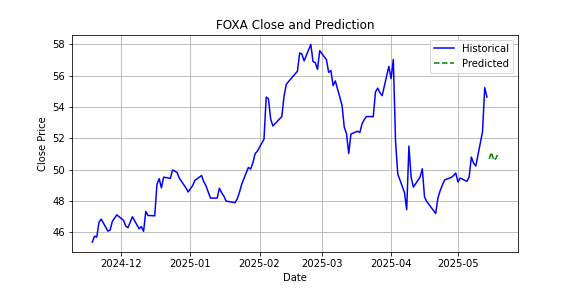 FOXA Close and Prediction
Historical
Predicted
Close Price
58
56
54
52
50
48
46
2024-12
2025-01
2025-02
2025-03
2025-04
2025-05
Date